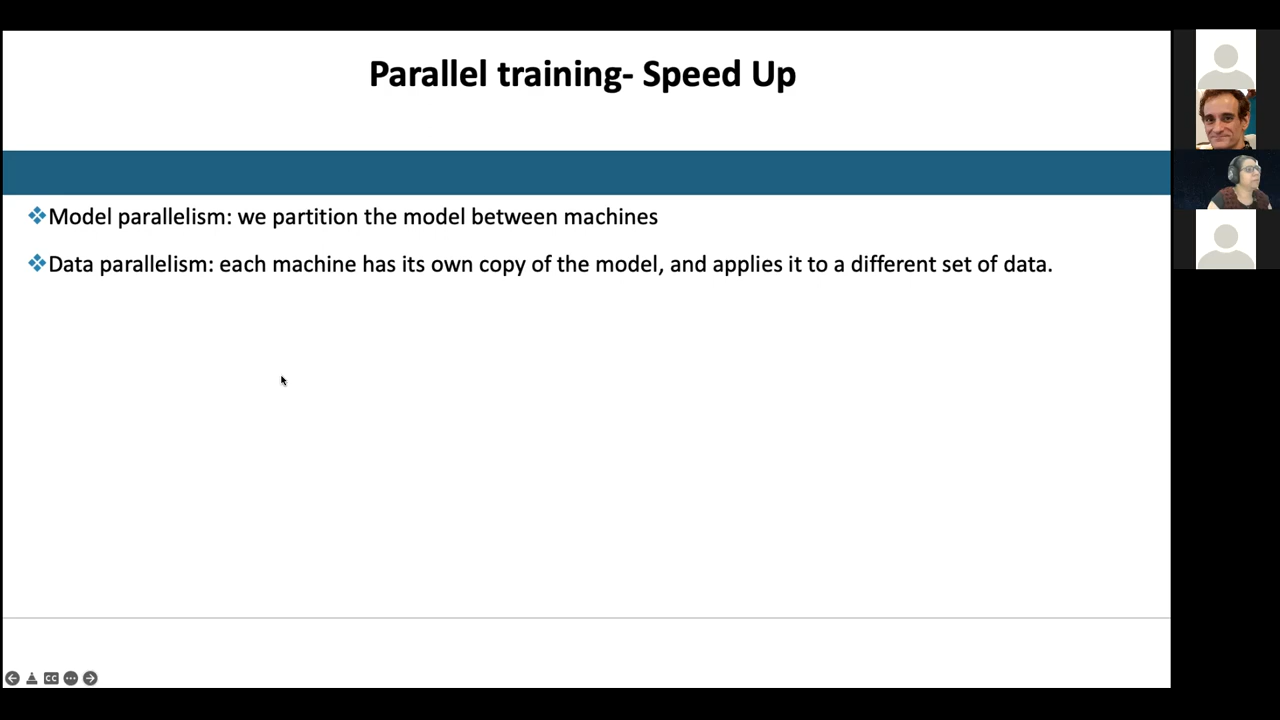 Parallel training- Speed Up
Model parallelism: we partition the model between machines
Data parallelism: each machine has its own copy of the model, and applies it to a different set of data.
CC